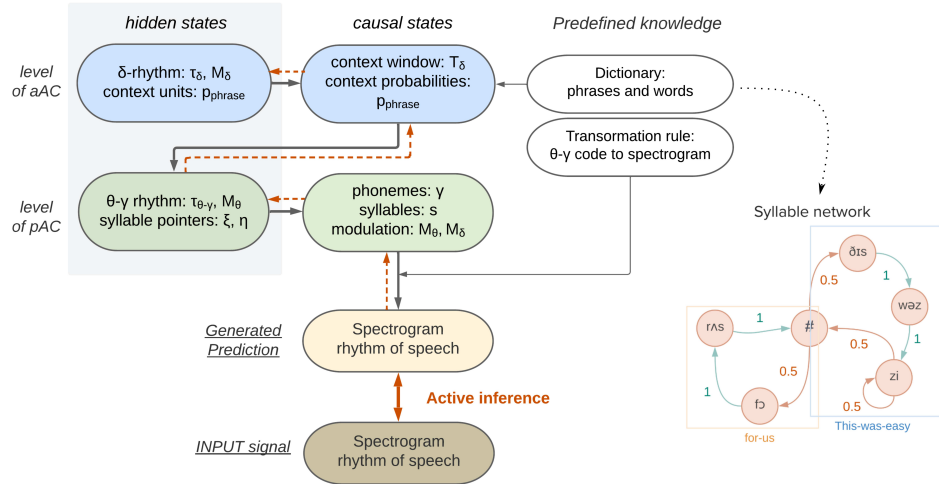 hidden states
causal states
Predefined knowledge
level
of aAC
δ-rhythm: τδ, Mδ
context units: pphrase
context window: Tδ
context probabilities:
pphrase
Dictionary:
phrases and words
Transormation rule:
θ-γ code to spectrogram
level
of pAC
θ-γ rhythm: τθ-γ, Mθ
syllable pointers: ξ, η
phonemes: γ
syllables: s
modulation: Mθ, Mδ
Syllable network
ðɪs
0.5
1
wəz
rʌs
1
#
1
0.5
0.5
zi
1
0.5
fɔ
for-us
This-was-easy
Generated
Prediction
Spectrogram
rhythm of speech
Active inference
INPUT signal
Spectrogram
rhythm of speech